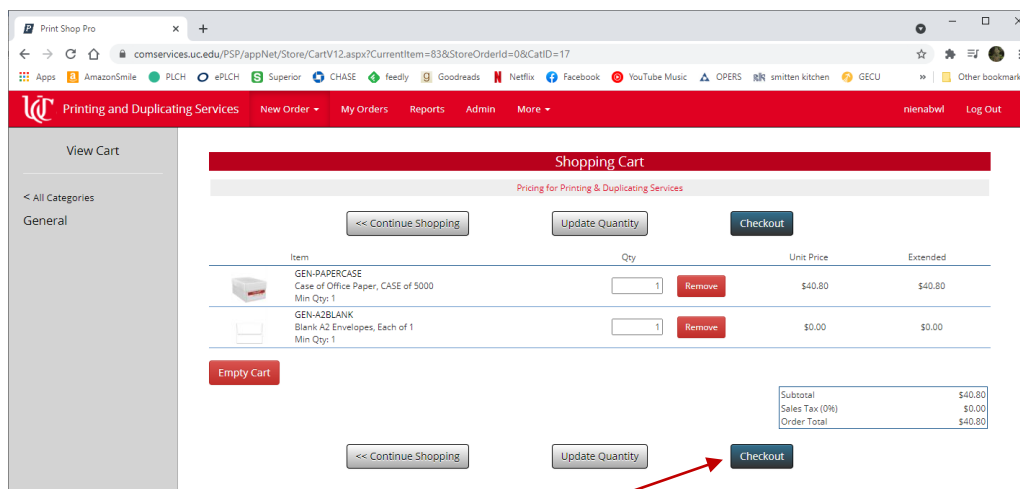 Print Shop Pro
comservices.uc.edu/PSP/appNet/Store/CartV12.aspx?CurrentItem=83&StoreOrderId=0&CatID=17
Apps AmazonSmile PLCH ePLCH Superior CHASE feedly Goodreads Netflix Facebook YouTube Music OPERS smitten kitchen GECU » Other bookmark
UC Printing and Duplicating Services New Order My Orders Reports Admin More nienabwl Log Out
View Cart
Shopping Cart
Pricing for Printing & Duplicating Services
< All Categories
General
<< Continue Shopping Update Quantity Checkout
Item Qty Unit Price Extended
GEN-PAPERCASE
Case of Office Paper, CASE of 5000 1 Remove $40.80 $40.80
Min Qty: 1
GEN-A2BLANK
Blank A2 Envelopes, Each of 1 1 Remove $0.00 $0.00
Min Qty: 1
Empty Cart
Subtotal $40.80
Sales Tax (0%) $0.00
Order Total $40.80
<< Continue Shopping Update Quantity Checkout